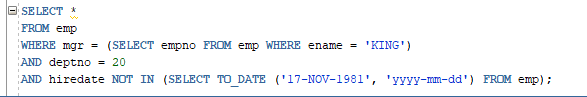 SELECT *
FROM emp
WHERE mgr = (SELECT empno FROM emp WHERE ename = 'KING')
AND deptno = 20
AND hiredate NOT IN (SELECT TO_DATE ('17-NOV-1981', 'yyyy-mm-dd') FROM emp);